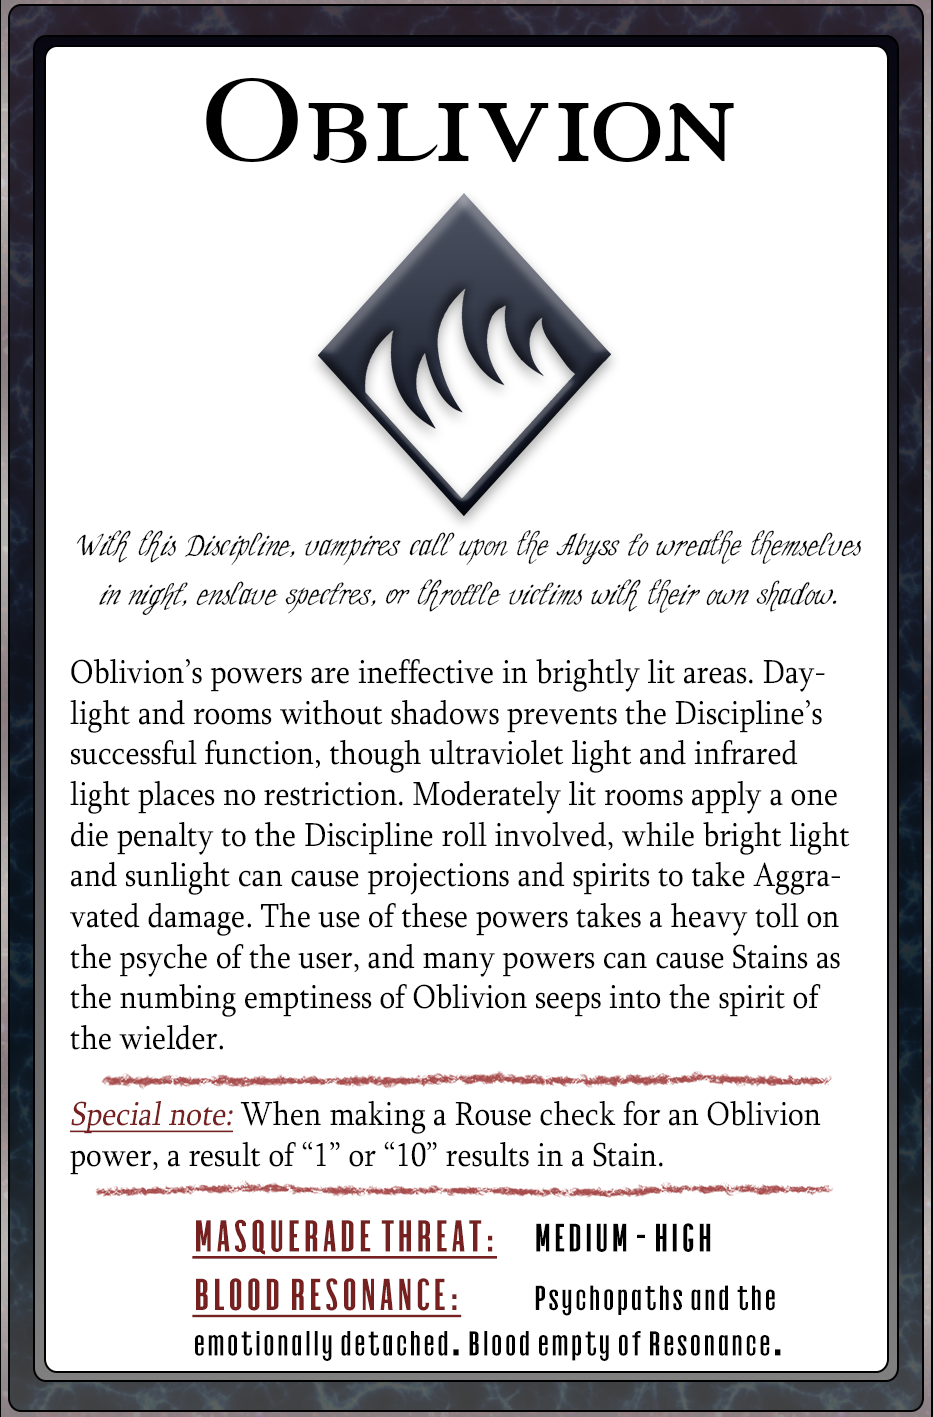 Oblivion
With this Discipline, vampires call upon the Abyss to wreathe themselves
in night, enslave spectres, or throttle victims with their own shadow.
Oblivion’s powers are ineffective in brightly lit areas. Day-
light and rooms without shadows prevents the Discipline’s
successful function, though ultraviolet light and infrared
light places no restriction. Moderately lit rooms apply a one
die penalty to the Discipline roll involved, while bright light
and sunlight can cause projections and spirits to take Aggra-
vated damage. The use of these powers takes a heavy toll on
the psyche of the user, and many powers can cause Stains as
the numbing emptiness of Oblivion seeps into the spirit of
the wielder.
Special note: When making a Rouse check for an Oblivion
power, a result of “1” or “10” results in a Stain.
MASQUERADE THREAT: MEDIUM - HIGH
BLOOD RESONANCE: Psychopaths and the
emotionally detached. Blood empty of Resonance.